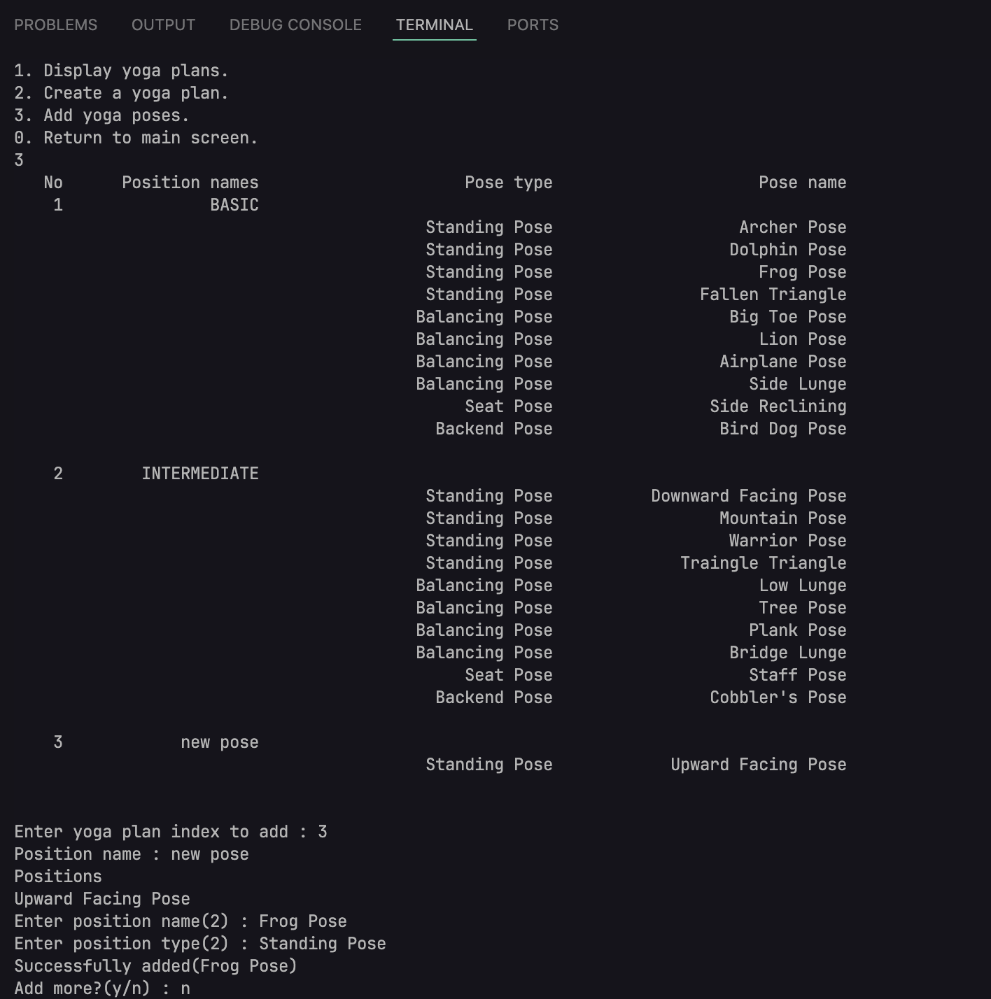 PROBLEMS OUTPUT DEBUG CONSOLE TERMINAL PORTS
1. Display yoga plans.
2. Create a yoga plan.
3. Add yoga poses.
0. Return to main screen.
3
No Position names Pose type Pose name
1 BASIC
Standing Pose Archer Pose
Standing Pose Dolphin Pose
Standing Pose Frog Pose
Standing Pose Fallen Triangle
Balancing Pose Big Toe Pose
Balancing Pose Lion Pose
Balancing Pose Airplane Pose
Balancing Pose Side Lunge
Seat Pose Side Reclining
Backend Pose Bird Dog Pose
2 INTERMEDIATE
Standing Pose Downward Facing Pose
Standing Pose Mountain Pose
Standing Pose Warrior Pose
Standing Pose Traingle Triangle
Balancing Pose Low Lunge
Balancing Pose Tree Pose
Balancing Pose Plank Pose
Balancing Pose Bridge Lunge
Seat Pose Staff Pose
Backend Pose Cobbler's Pose
3 new pose
Standing Pose Upward Facing Pose
Enter yoga plan index to add : 3
Position name : new pose
Positions
Upward Facing Pose
Enter position name(2) : Frog Pose
Enter position type(2) : Standing Pose
Successfully added(Frog Pose)
Add more?(y/n) : n